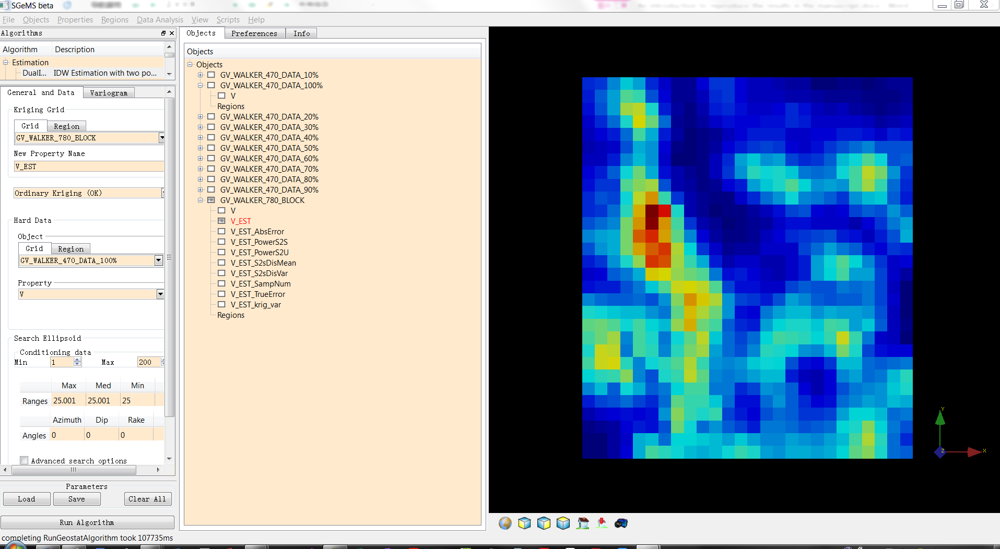 SGeMS beta
File Objects Properties Regions Data Analysis View Scripts Help
Algorithms
Algorithm Description
Estimation
DualI... IDW Estimation with two po...
General and Data Variogram
Kriging Grid
Grid Region
GV_WALKER_780_BLOCK
New Property Name
V_EST
Ordinary Kriging (OK)
Hard Data
Object
Grid Region
GV_WALKER_470_DATA_100%
Property
V
Search Ellipsoid
Conditioning data
Min 1 Max 200
Max Med Min
Ranges 25.001 25.001 25
Azimuth Dip Rake
Angles 0 0 0
Advanced search options
Parameters
Load Save Clear All
Run Algorithm
completing RunGeostatAlgorithm took 107735ms
Objects Preferences Info
Objects
Objects
GV_WALKER_470_DATA_10%
GV_WALKER_470_DATA_100%
V
Regions
GV_WALKER_470_DATA_20%
GV_WALKER_470_DATA_30%
GV_WALKER_470_DATA_40%
GV_WALKER_470_DATA_50%
GV_WALKER_470_DATA_60%
GV_WALKER_470_DATA_70%
GV_WALKER_470_DATA_80%
GV_WALKER_470_DATA_90%
GV_WALKER_780_BLOCK
V
V_EST
V_EST_AbsError
V_EST_PowerS2S
V_EST_PowerS2U
V_EST_S2sDisMean
V_EST_S2sDisVar
V_EST_SampNum
V_EST_TrueError
V_EST_krig_var
Regions
Y
Z
X